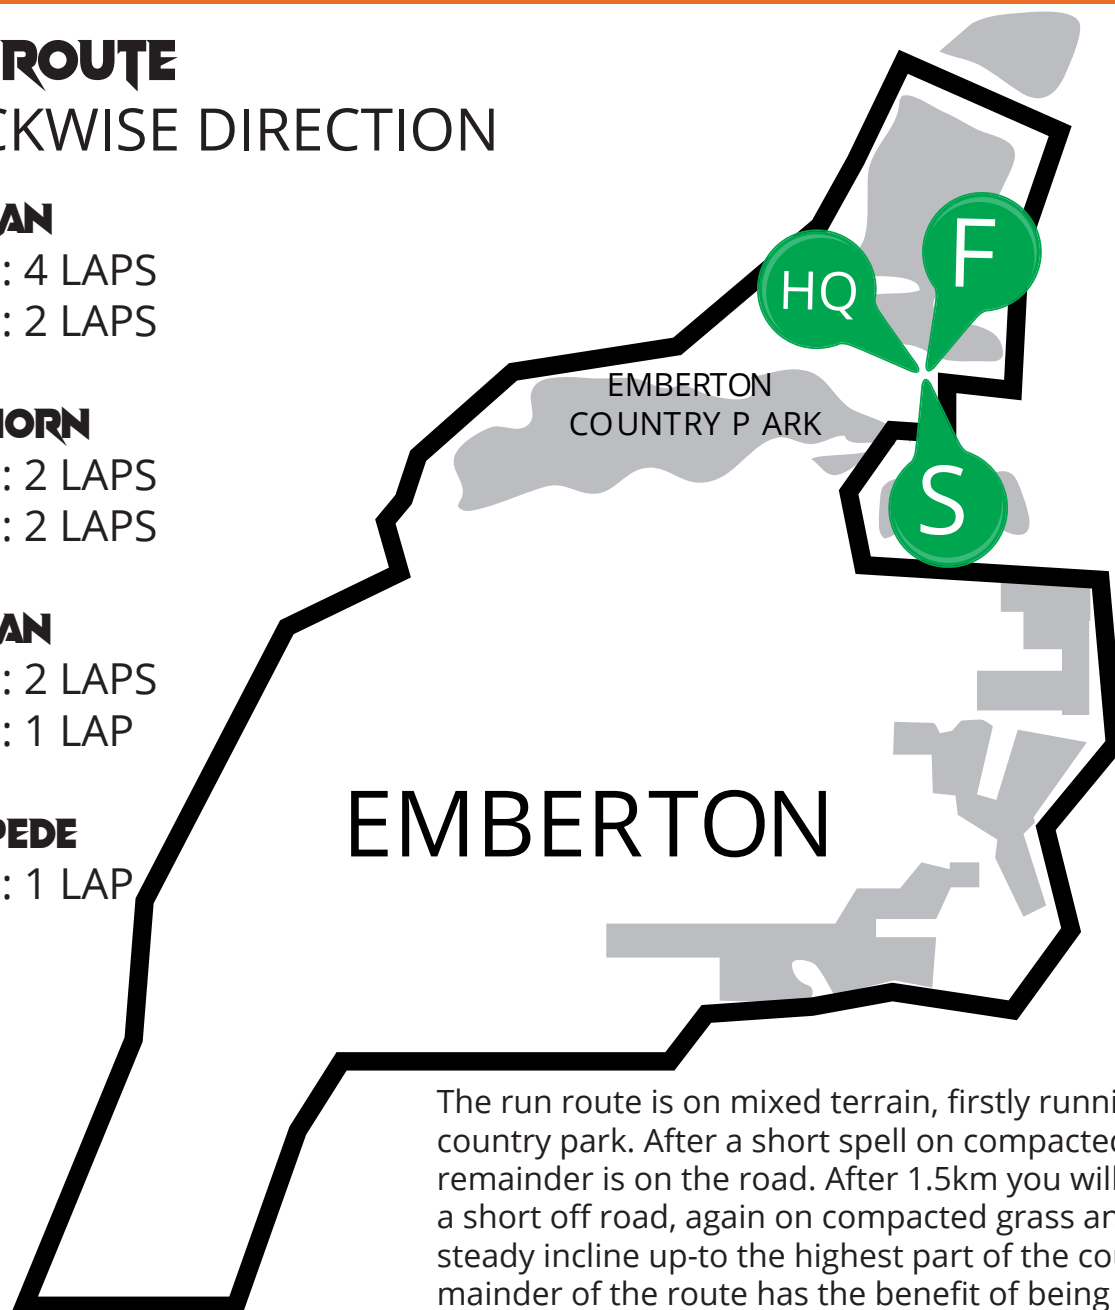 ROUTE
CKWISE DIRECTION
AN
: 4 LAPS
: 2 LAPS
HORN
: 2 LAPS
: 2 LAPS
AN
: 2 LAPS
: 1 LAP
PEDE
: 1 LAP
F
HQ
EMBERTON
COUNTRY P ARK
S
EMBERTON
The run route is on mixed terrain, firstly runni
country park. After a short spell on compacted
remainder is on the road. After 1.5km you will
a short off road, again on compacted grass an
steady incline up-to the highest part of the cou
mainder of the route has the benefit of being